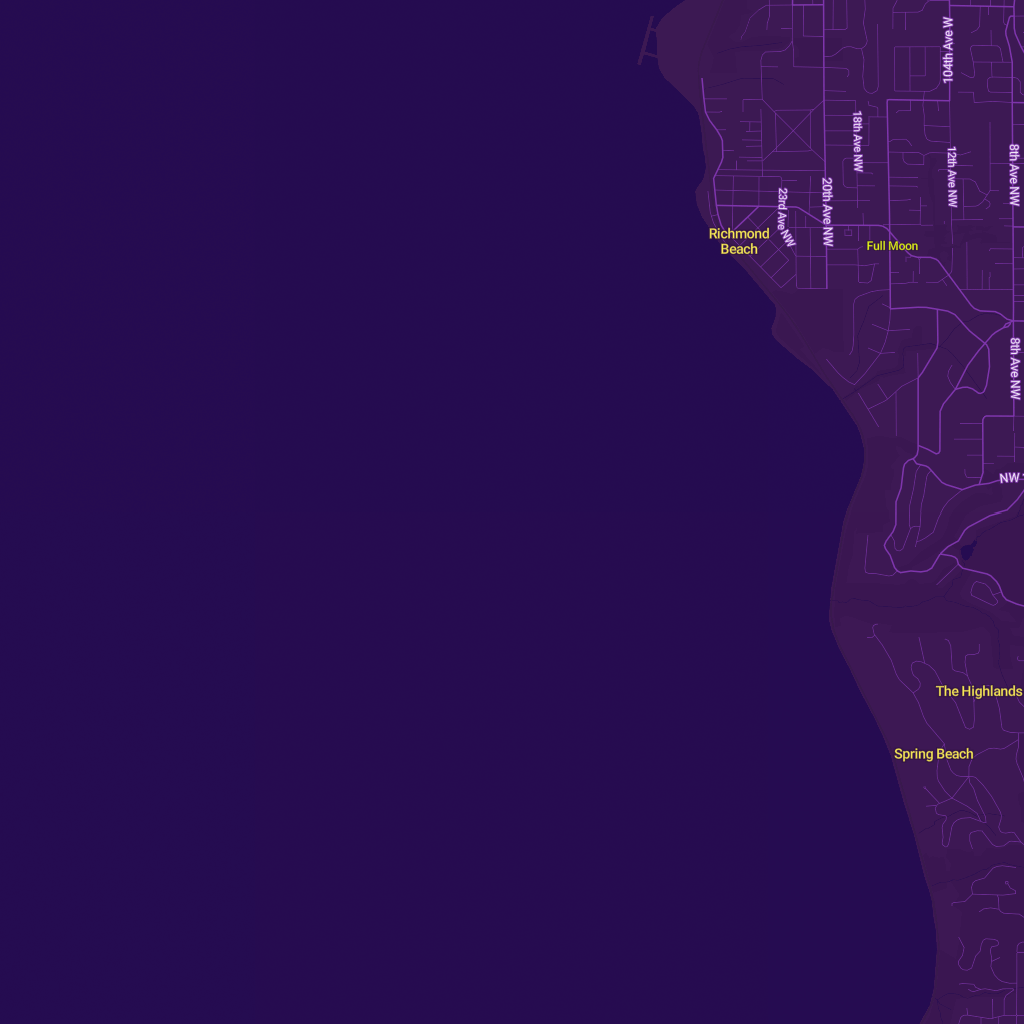 104th Ave W
18th Ave NW
12th Ave NW
8th Ave NW
23rd Ave NW
20th Ave NW
Richmond
Beach
Full Moon
8th Ave NW
NW
The Highlands
Spring Beach